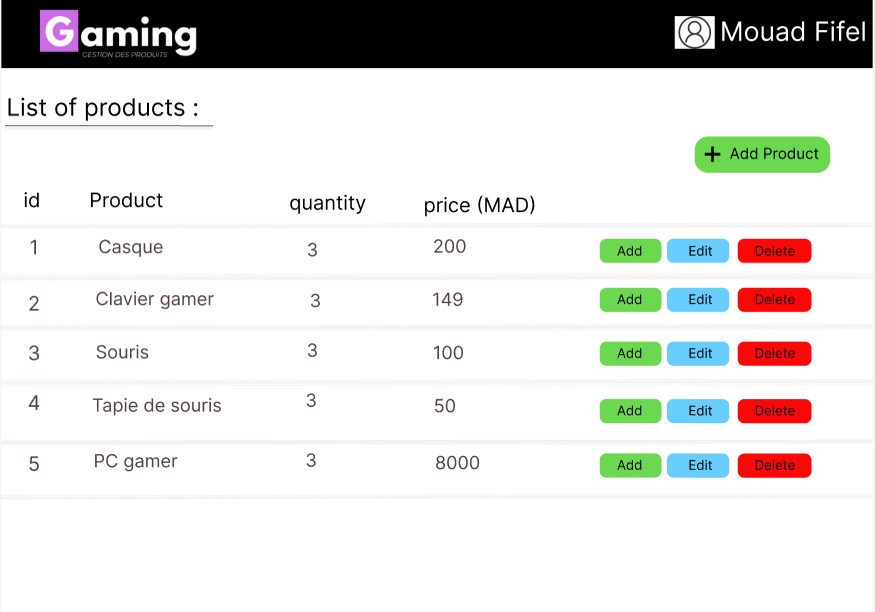 Gaming
GESTION DES PRODUITS
Mouad Fifel
List of products :
+ Add Product
id Product quantity price (MAD)
1 Casque 3 200 Add Edit Delete
2 Clavier gamer 3 149 Add Edit Delete
3 Souris 3 100 Add Edit Delete
4 Tapie de souris 3 50 Add Edit Delete
5 PC gamer 3 8000 Add Edit Delete